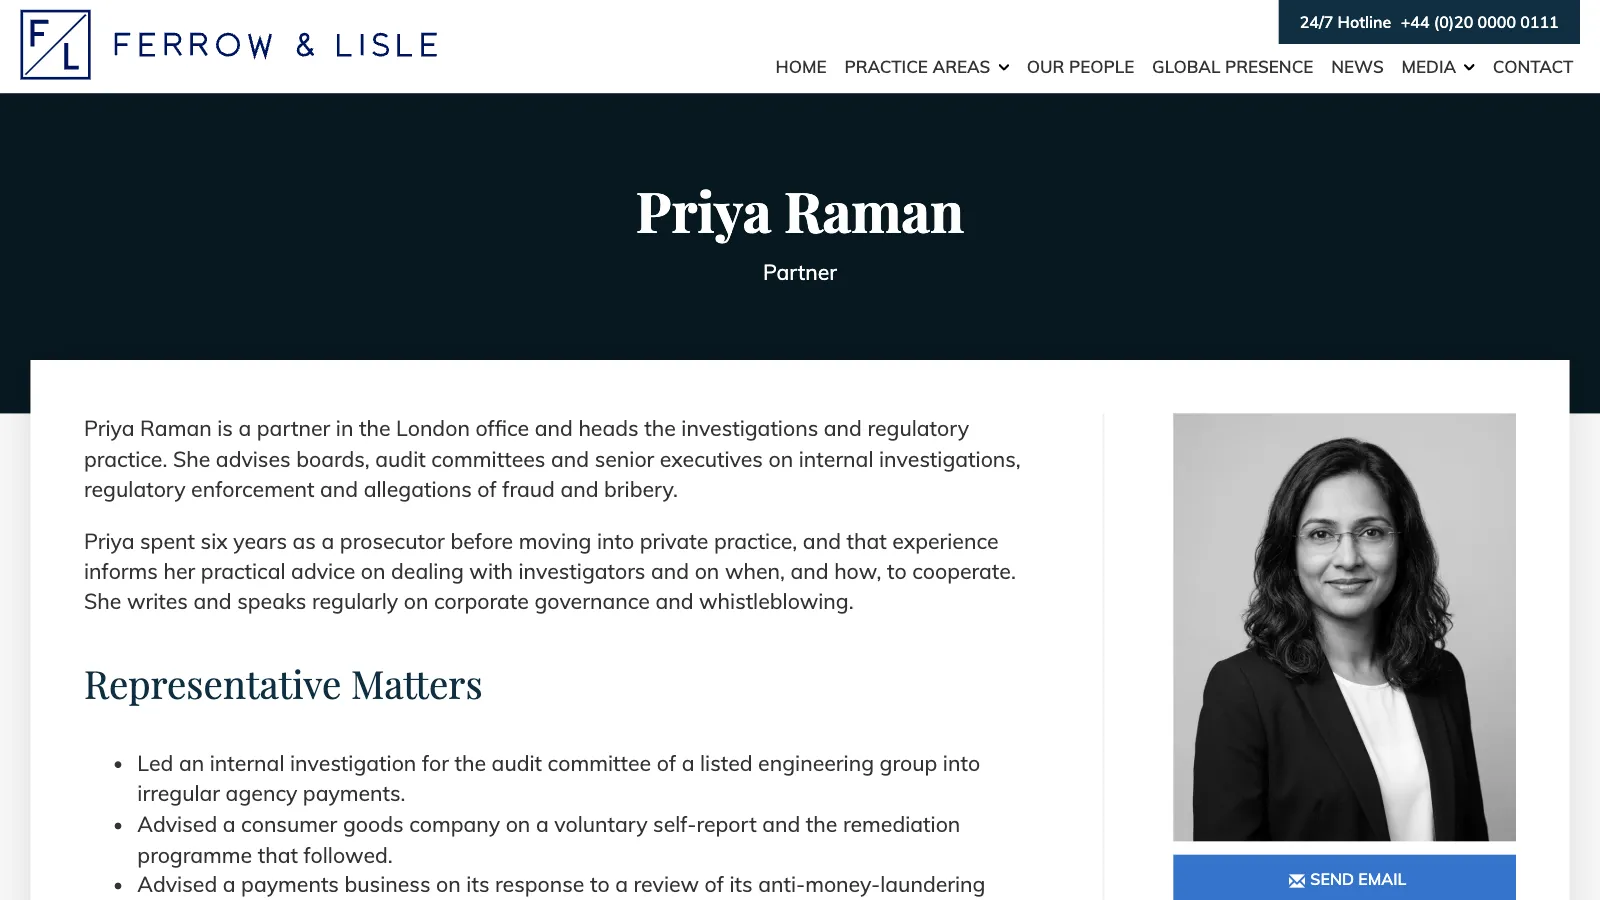 F L FERROW & LISLE
24/7 Hotline +44 (0)20 0000 0111
HOME PRACTICE AREAS OUR PEOPLE GLOBAL PRESENCE NEWS MEDIA CONTACT
Priya Raman
Partner
Priya Raman is a partner in the London office and heads the investigations and regulatory
practice. She advises boards, audit committees and senior executives on internal investigations,
regulatory enforcement and allegations of fraud and bribery.
Priya spent six years as a prosecutor before moving into private practice, and that experience
informs her practical advice on dealing with investigators and on when, and how, to cooperate.
She writes and speaks regularly on corporate governance and whistleblowing.
Representative Matters
• Led an internal investigation for the audit committee of a listed engineering group into
irregular agency payments.
• Advised a consumer goods company on a voluntary self-report and the remediation
programme that followed.
• Advised a payments business on its response to a review of its anti-money-laundering
SEND EMAIL